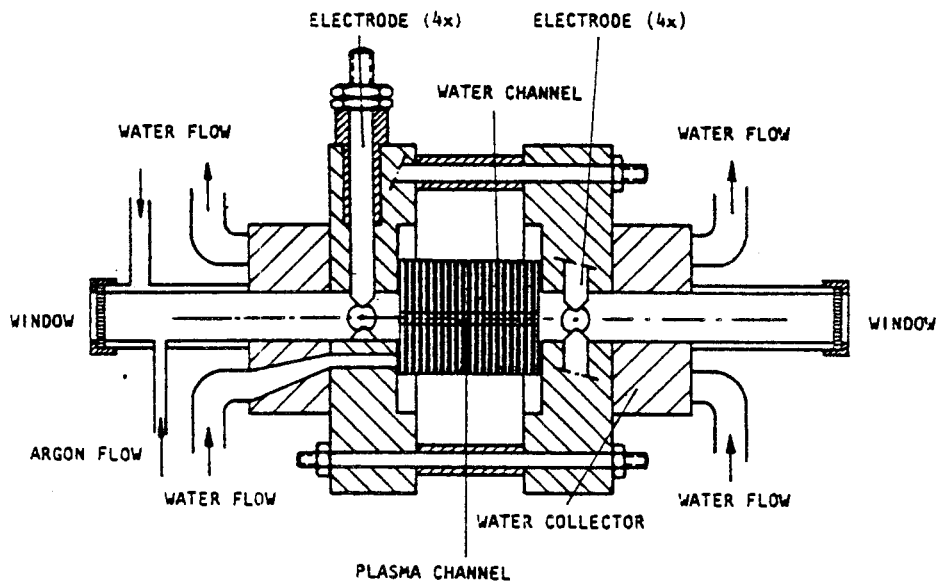 ELECTRODE (4x)
ELECTRODE (4x)
WATER CHANNEL
WATER FLOW
WATER FLOW
WINDOW
WINDOW
ARGON FLOW
WATER FLOW
WATER FLOW
WATER COLLECTOR
PLASMA CHANNEL